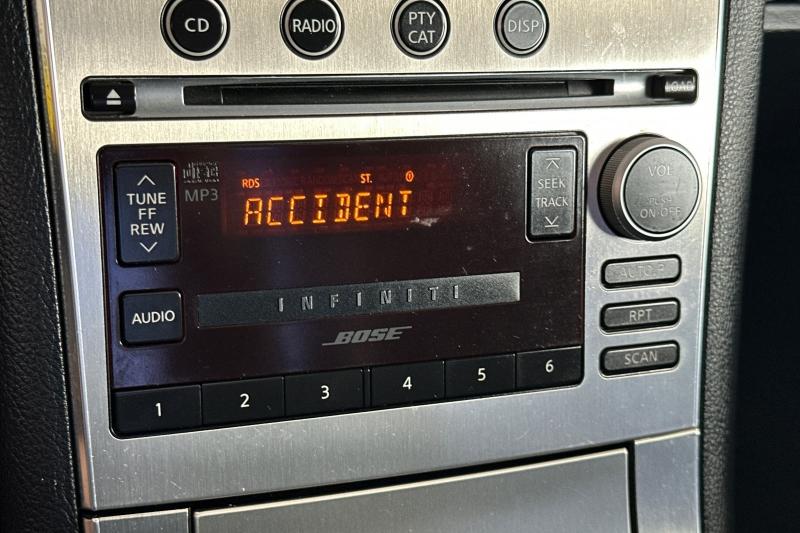 CD
RADIO
PTY
CAT
DISP
LOAD
TUNE
FF
REW
MP3
RDS
ST.
ACCIDENT
SEEK
TRACK
VOL
PUSH
ON·OFF
AUTO.P
AUDIO
INFINITI
RPT
BOSE
SCAN
1
2
3
4
5
6